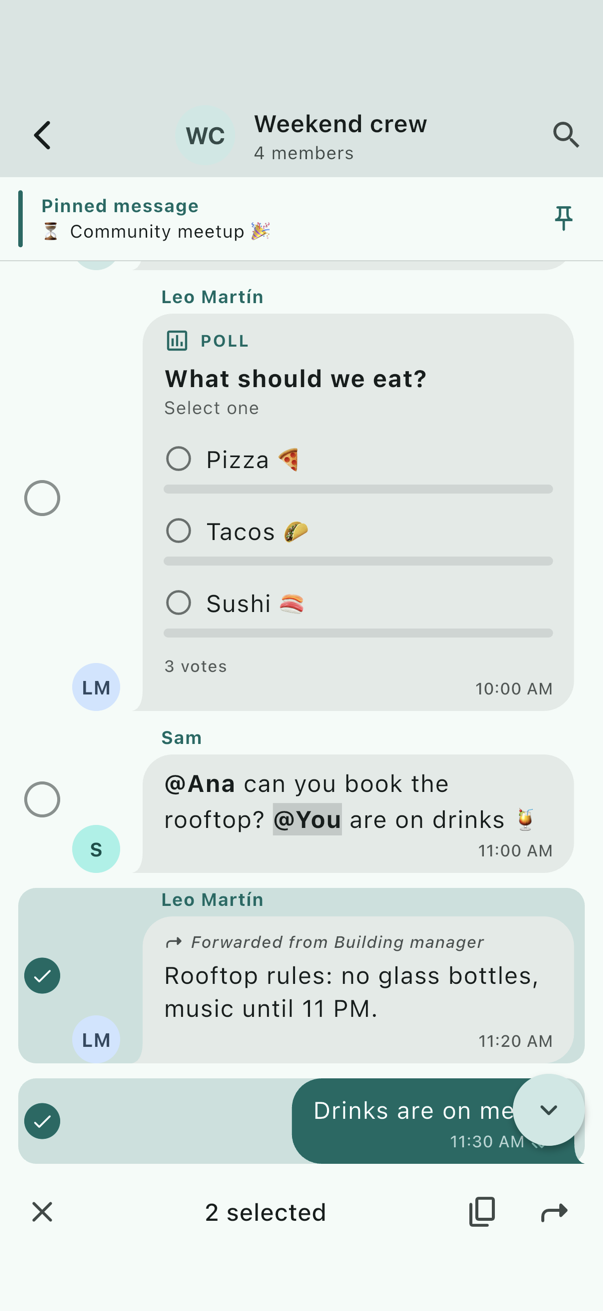 WC
Weekend crew
4 members
Pinned message
⏳ Community meetup 🎉
Leo Martín
POLL
What should we eat?
Select one
Pizza 🍕
Tacos 🌮
Sushi 🍣
3 votes
10:00 AM
LM
Sam
@Ana can you book the
rooftop? @You are on drinks 🍹
11:00 AM
S
Leo Martín
Forwarded from Building manager
Rooftop rules: no glass bottles,
music until 11 PM.
11:20 AM
LM
Drinks are on me
11:30 AM
2 selected